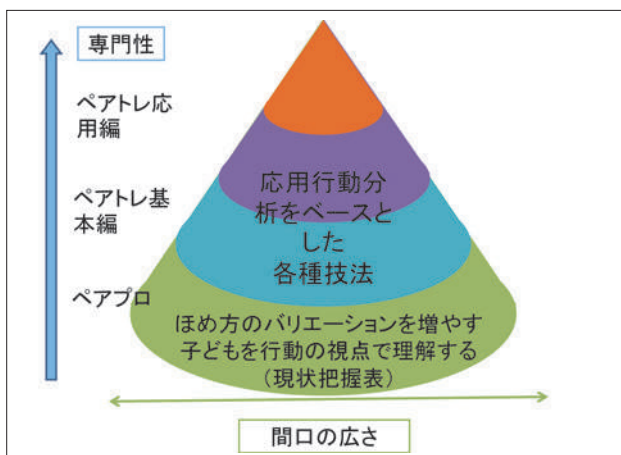 専門性
ペアトレ応
用編
ペアトレ基
本編
ペアプロ
応用行動分
析をベースと
した
各種技法
ほめ方のバリエーションを増やす
子どもを行動の視点で理解する
（現状把握表）
間口の広さ